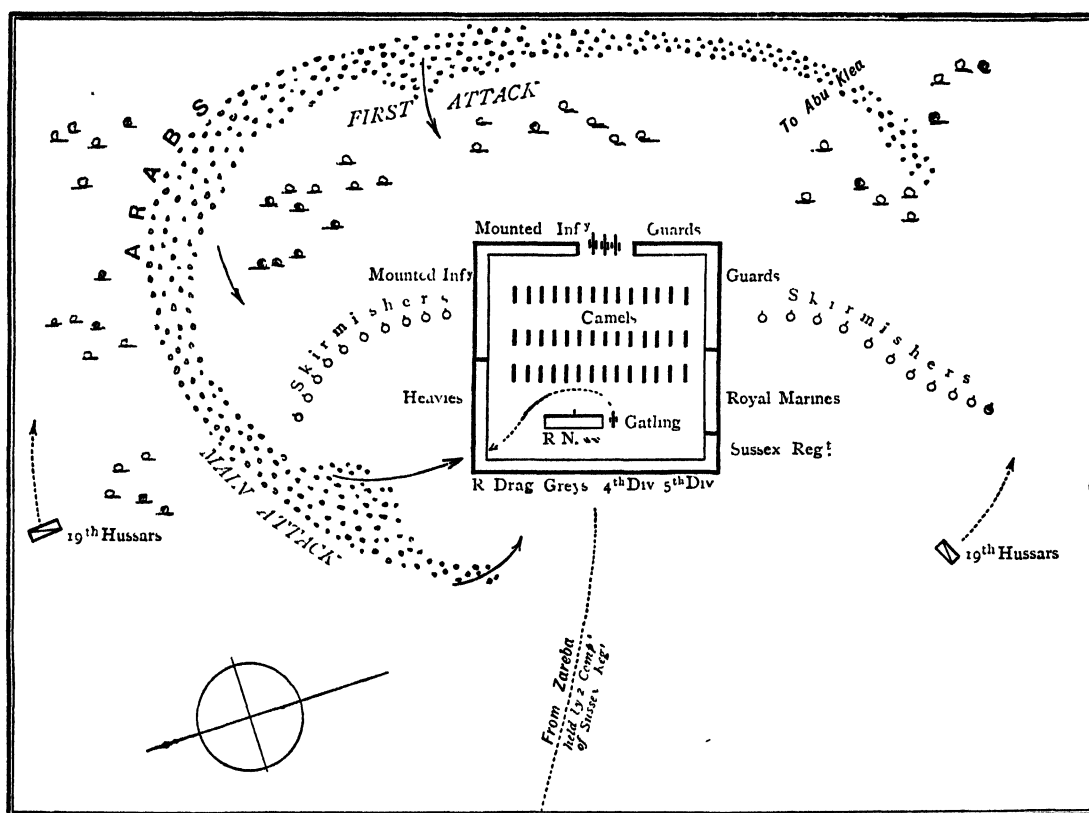 To Abu Klea
FIRST ATTACK
ARABS
Mounted Infy
Guards
Mounted Infy
Guards
Skirmishers
Skirmishers
Camels
Heavies
Royal Marines
Gatling
R N.
Sussex Regt.
R Drag Greys 4th Div 5th Div
MAIN ATTACK
19th Hussars
19th Hussars
From Zareba
held by 2 Comps
of Sussex Regt